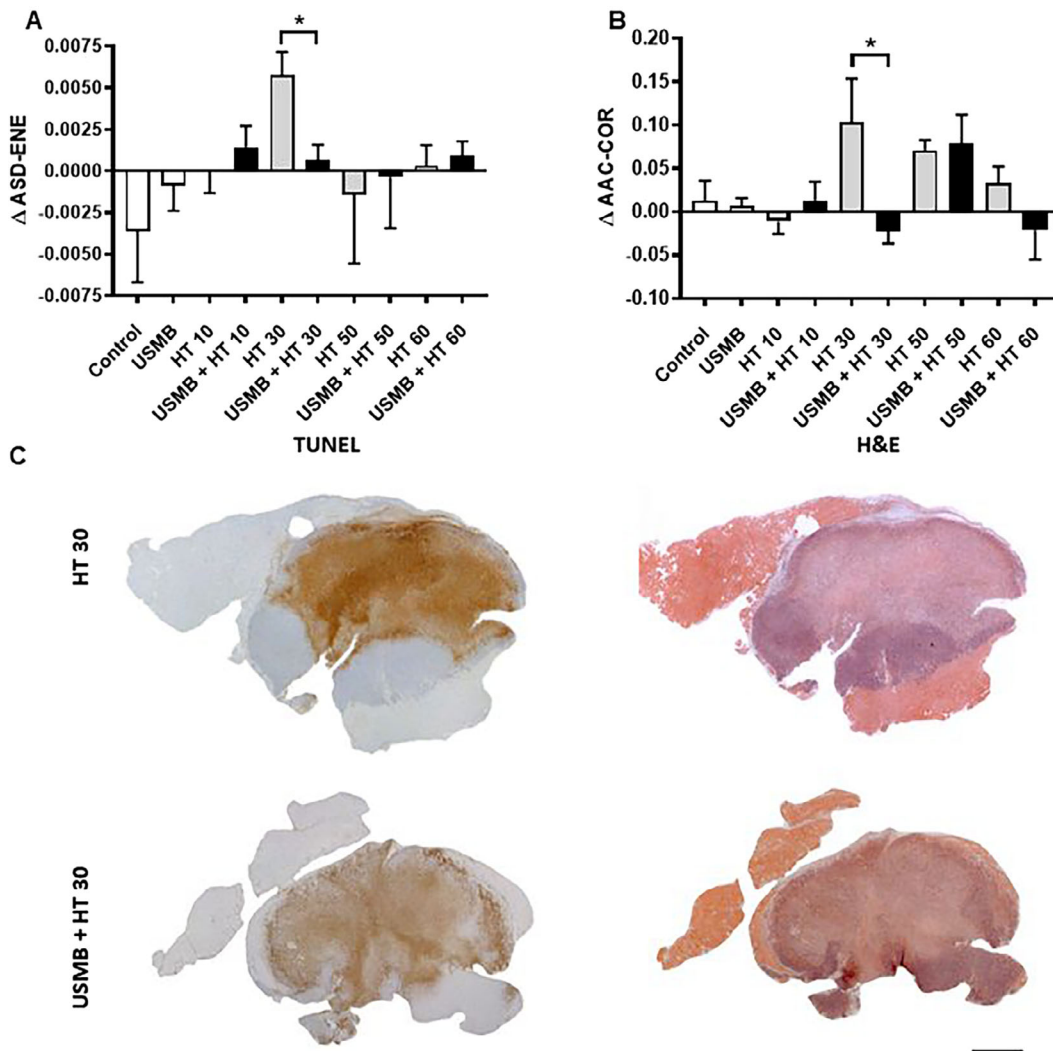 A
*
Δ ASD-ENE
0.0075
0.0050
0.0025
0.0000
-0.0025
-0.0050
-0.0075
Control
USMB
HT 10
USMB + HT 10
HT 30
USMB + HT 30
HT 50
USMB + HT 50
HT 60
USMB + HT 60
B
*
Δ AAC-COR
0.20
0.15
0.10
0.05
0.00
-0.05
-0.10
Control
USMB
HT 10
USMB + HT 10
HT 30
USMB + HT 30
HT 50
USMB + HT 50
HT 60
USMB + HT 60
C
TUNEL
H&E
HT 30
USMB + HT 30